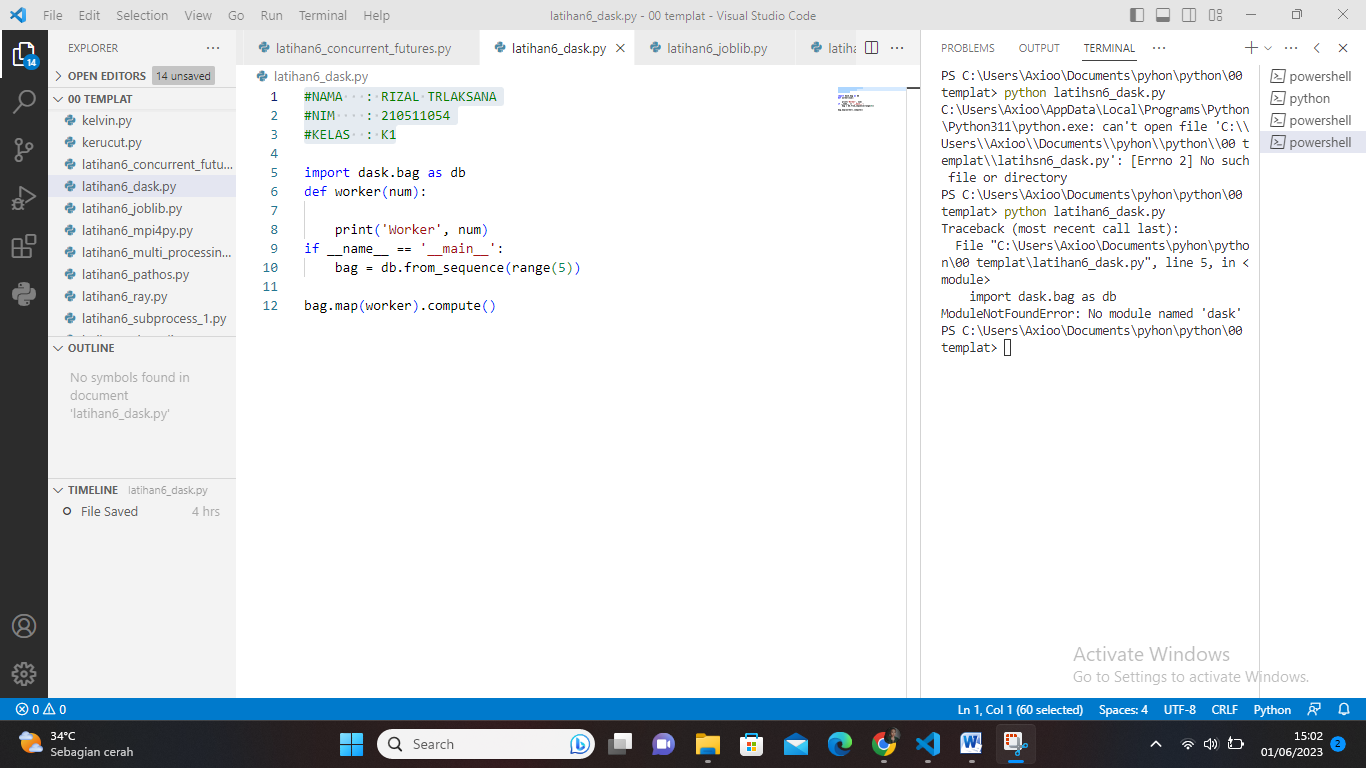 File Edit Selection View Go Run Terminal Help
latihan6_dask.py - 00 templat - Visual Studio Code
EXPLORER
14
OPEN EDITORS 14 unsaved
00 TEMPLAT
kelvin.py
kerucut.py
latihan6_concurrent_futu...
latihan6_dask.py
latihan6_joblib.py
latihan6_mpi4py.py
latihan6_multi_processin...
latihan6_pathos.py
latihan6_ray.py
latihan6_subprocess_1.py
OUTLINE
No symbols found in
document
'latihan6_dask.py'
TIMELINE latihan6_dask.py
File Saved 4 hrs
latihan6_concurrent_futures.py latihan6_dask.py latihan6_joblib.py latiha
latihan6_dask.py
1 #NAMA ···: RIZAL·TRLAKSANA
2 #NIM ····: 210511054
3 #KELAS ··: K1
4
5 import dask.bag as db
6 def worker(num):
7
8 print('Worker', num)
9 if __name__ == '__main__':
10 bag = db.from_sequence(range(5))
11
12 bag.map(worker).compute()
PROBLEMS OUTPUT TERMINAL
PS C:\Users\Axioo\Documents\pyhon\python\00
templat> python latihsn6_dask.py
C:\Users\Axioo\AppData\Local\Programs\Python
\Python311\python.exe: can't open file 'C:\\
Users\\Axioo\\Documents\\pyhon\\python\\00 t
emplat\\latihsn6_dask.py': [Errno 2] No such
file or directory
PS C:\Users\Axioo\Documents\pyhon\python\00
templat> python latihan6_dask.py
Traceback (most recent call last):
File "C:\Users\Axioo\Documents\pyhon\pytho
n\00 templat\latihan6_dask.py", line 5, in <
module>
import dask.bag as db
ModuleNotFoundError: No module named 'dask'
PS C:\Users\Axioo\Documents\pyhon\python\00
templat>
powershell
python
powershell
powershell
Activate Windows
Go to Settings to activate Windows.
0 0
Ln 1, Col 1 (60 selected) Spaces: 4 UTF-8 CRLF Python
34°C
Sebagian cerah
Search
15:02
01/06/2023 2